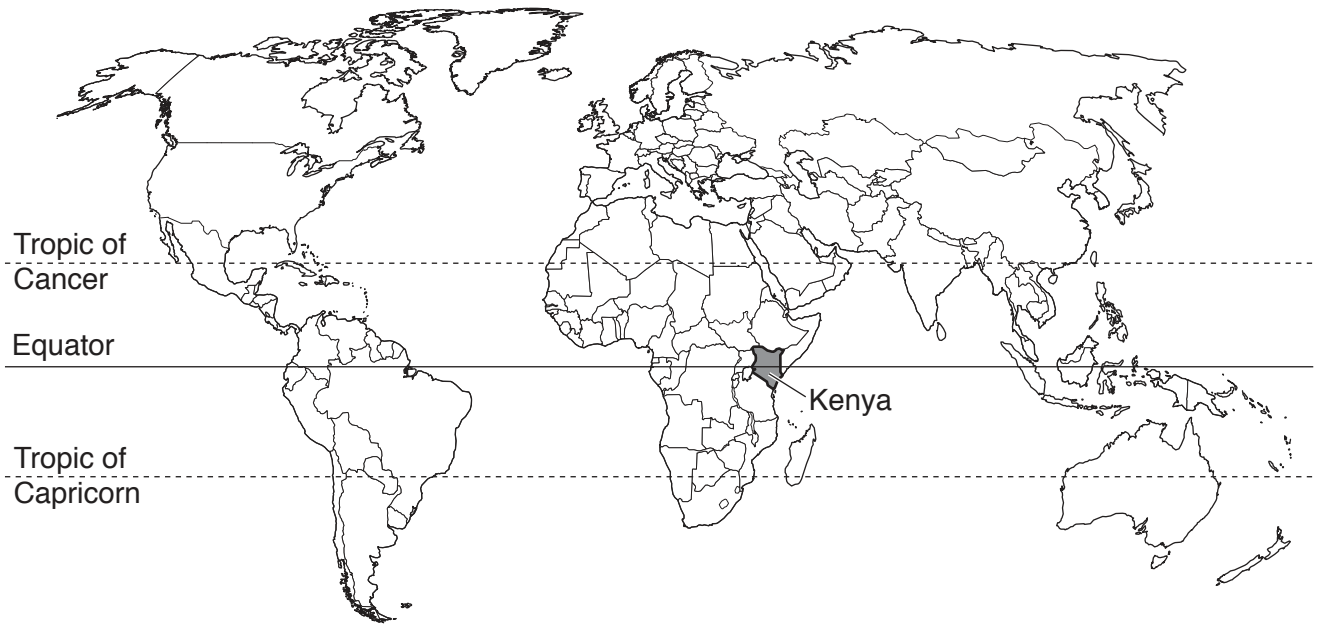 Tropic of
Cancer
Equator
Kenya
Tropic of
Capricorn